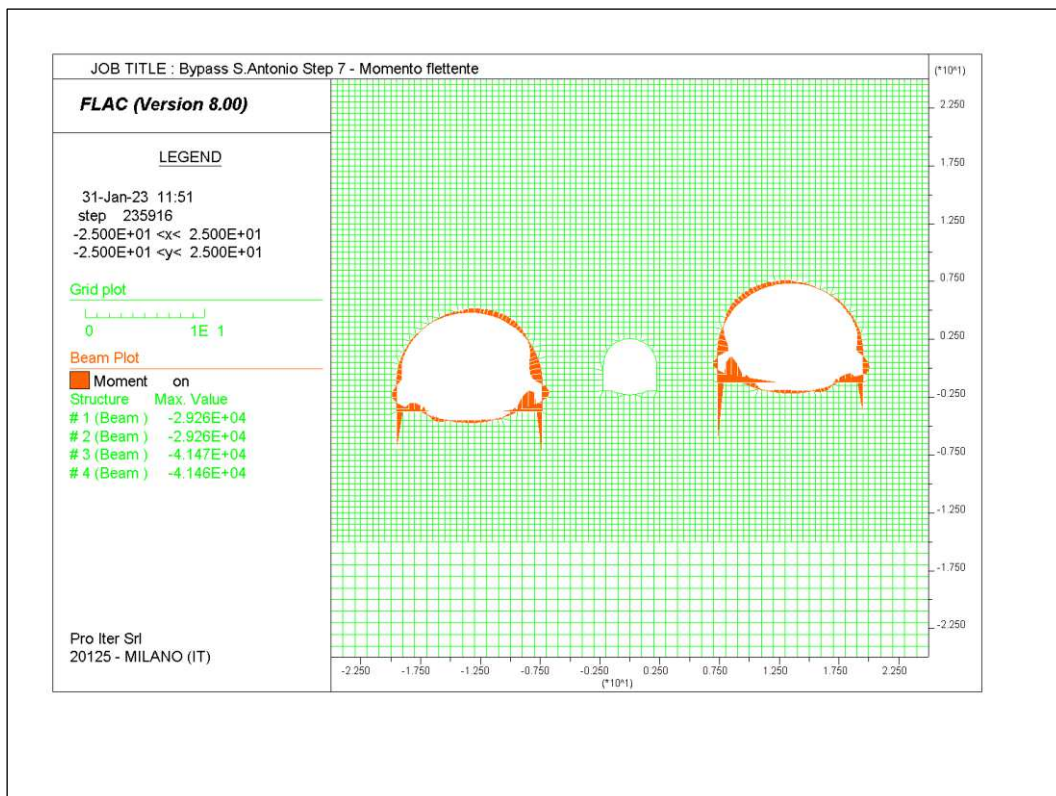 JOB TITLE : Bypass S.Antonio Step 7 - Momento flettente
FLAC (Version 8.00)
LEGEND
31-Jan-23 11:51
step 235916
-2.500E+01 <x< 2.500E+01
-2.500E+01 <y< 2.500E+01
Grid plot
0 1E 1
Beam Plot
Moment on
Structure Max. Value
# 1 (Beam ) -2.926E+04
# 2 (Beam ) -2.926E+04
# 3 (Beam ) -4.147E+04
# 4 (Beam ) -4.146E+04
Pro Iter Srl
20125 - MILANO (IT)
(*10^1)
2.250
1.750
1.250
0.750
0.250
-0.250
-0.750
-1.250
-1.750
-2.250
-2.250 -1.750 -1.250 -0.750 -0.250 0.250 0.750 1.250 1.750 2.250
(*10^1)